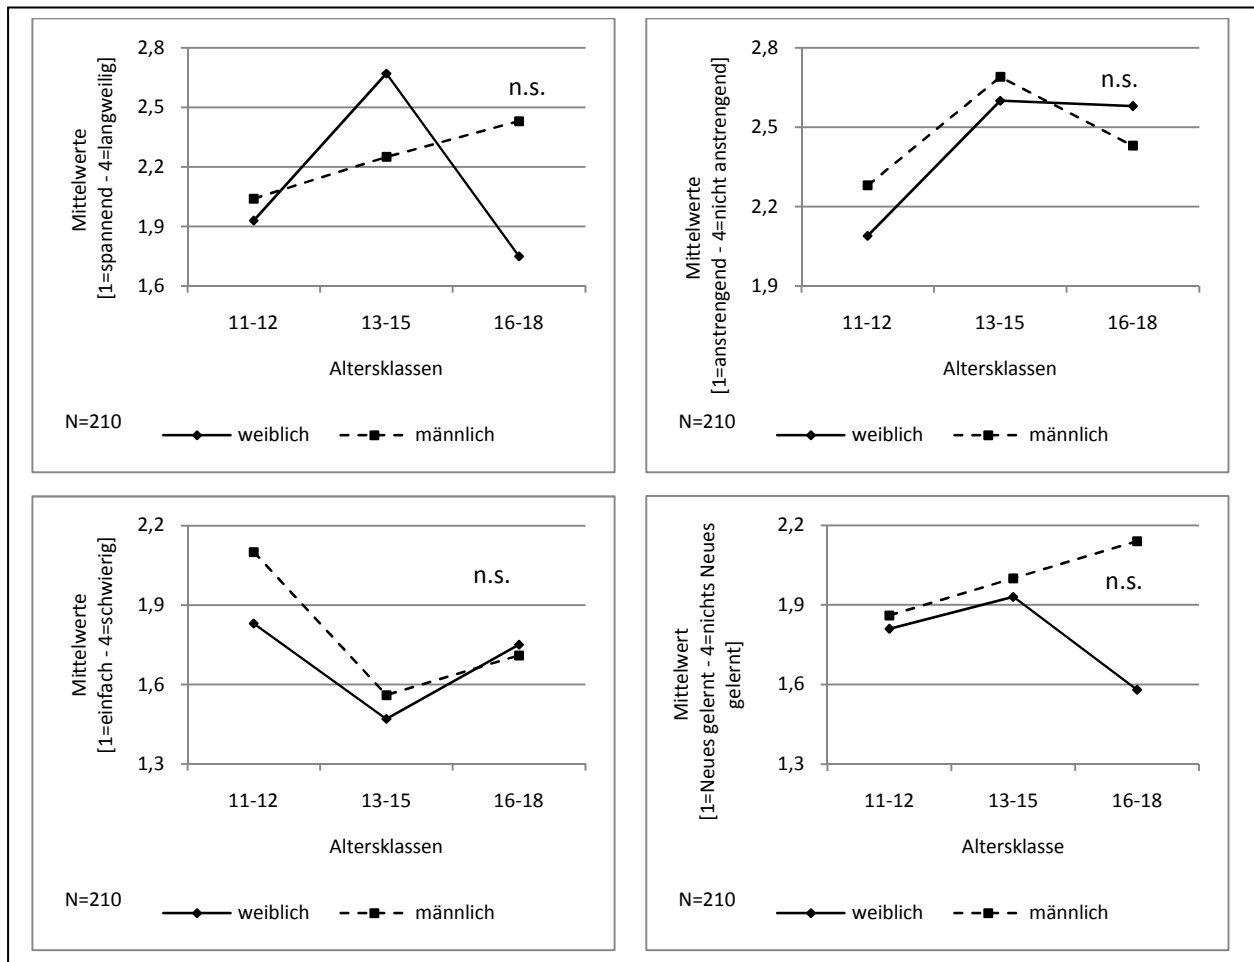 Mittelwerte
[1=spannend - 4=langweilig]
2,8
2,5
2,2
1,9
1,6
n.s.
11-12 13-15 16-18
Altersklassen
N=210 weiblich männlich
Mittelwerte
[1=anstrengend - 4=nicht anstrengend]
2,8
2,5
2,2
1,9
n.s.
11-12 13-15 16-18
Altersklassen
N=210 weiblich männlich
Mittelwerte
[1=einfach - 4=schwierig]
2,2
1,9
1,6
1,3
n.s.
11-12 13-15 16-18
Altersklassen
N=210 weiblich männlich
Mittelwert
[1=Neues gelernt - 4=nichts Neues
gelernt]
2,2
1,9
1,6
1,3
n.s.
11-12 13-15 16-18
Altersklasse
N=210 weiblich männlich